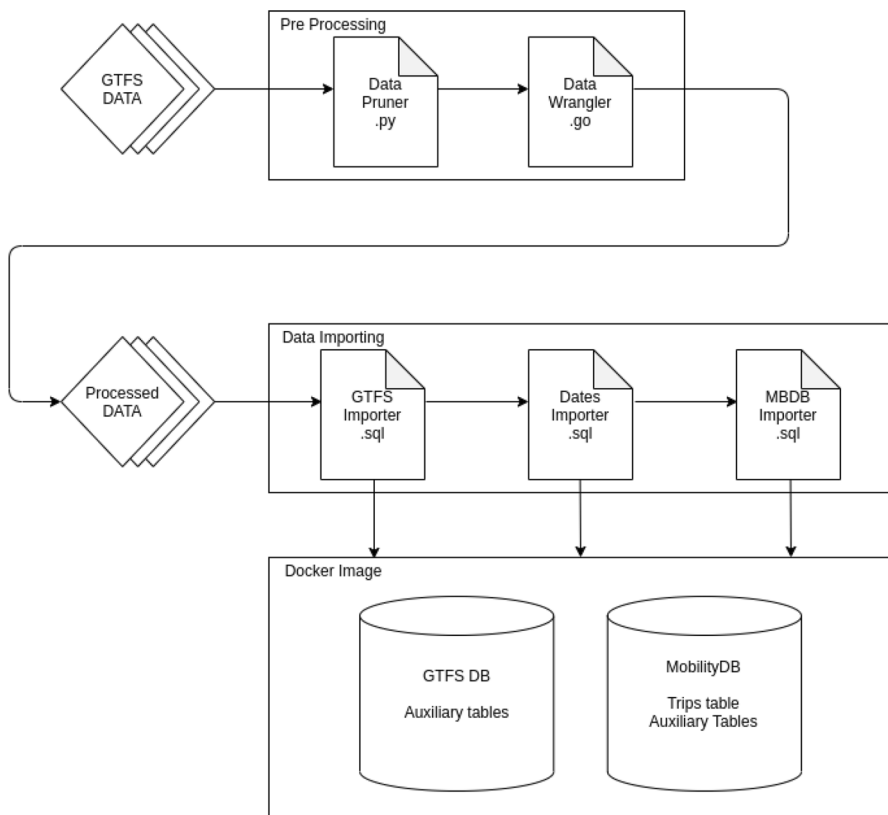 Pre Processing
GTFS
DATA
Data
Pruner
.py
Data
Wrangler
.go
Data Importing
Processed
DATA
GTFS
Importer
.sql
Dates
Importer
.sql
MBDB
Importer
.sql
Docker Image
GTFS DB
Auxiliary tables
MobilityDB
Trips table
Auxiliary Tables